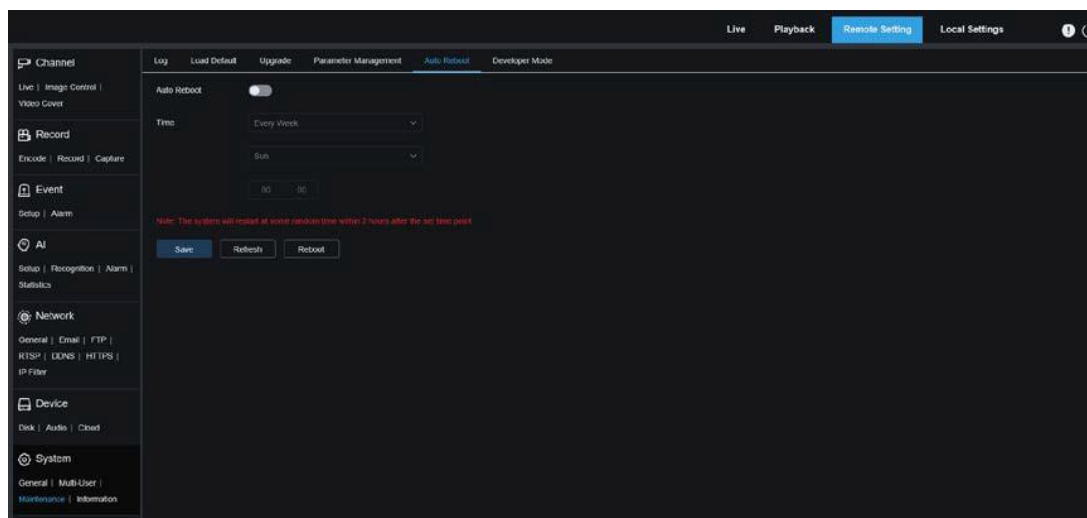 Live Playback Remote Setting Local Settings
Channel
Live | Image Control |
Video Cover
Record
Encode | Record | Capture
Event
Setup | Alarm
AI
Setup | Recognition | Alarm |
Statistics
Network
General | Email | FTP |
RTSP | DDNS | HTTPS |
IP Filter
Device
Disk | Audio | Cloud
System
General | Multi-User |
Maintenance | Information
Log Load Default Upgrade Parameter Management Auto Reboot Developer Mode
Auto Reboot
Time Every Week
Sun
00 00
Note: The system will restart at some random time within 2 hours after the set time point
Save Refresh Reboot